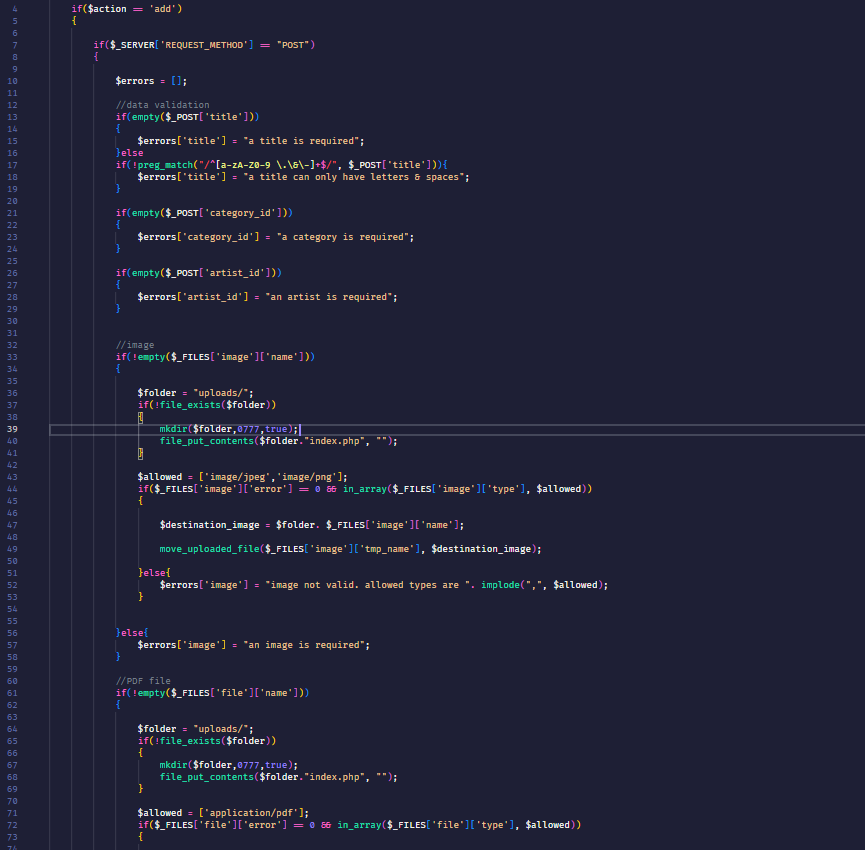 4 if($action == 'add')
5 {
6
7 if($_SERVER['REQUEST_METHOD'] == "POST")
8 {
9
10 $errors = [];
11
12 //data validation
13 if(empty($_POST['title']))
14 {
15 $errors['title'] = "a title is required";
16 }else
17 if(!preg_match("/^[a-zA-Z0-9 \.\&\-]+$/", $_POST['title'])){
18 $errors['title'] = "a title can only have letters & spaces";
19 }
20
21 if(empty($_POST['category_id']))
22 {
23 $errors['category_id'] = "a category is required";
24 }
25
26 if(empty($_POST['artist_id']))
27 {
28 $errors['artist_id'] = "an artist is required";
29 }
30
31
32 //image
33 if(!empty($_FILES['image']['name']))
34 {
35
36 $folder = "uploads/";
37 if(!file_exists($folder))
38 {
39 mkdir($folder,0777,true);
40 file_put_contents($folder."index.php", "");
41 }
42
43 $allowed = ['image/jpeg','image/png'];
44 if($_FILES['image']['error'] == 0 && in_array($_FILES['image']['type'], $allowed))
45 {
46
47 $destination_image = $folder. $_FILES['image']['name'];
48
49 move_uploaded_file($_FILES['image']['tmp_name'], $destination_image);
50
51 }else{
52 $errors['image'] = "image not valid. allowed types are ". implode(",", $allowed);
53 }
54
55
56 }else{
57 $errors['image'] = "an image is required";
58 }
59
60 //PDF file
61 if(!empty($_FILES['file']['name']))
62 {
63
64 $folder = "uploads/";
65 if(!file_exists($folder))
66 {
67 mkdir($folder,0777,true);
68 file_put_contents($folder."index.php", "");
69 }
70
71 $allowed = ['application/pdf'];
72 if($_FILES['file']['error'] == 0 && in_array($_FILES['file']['type'], $allowed))
73 {
74